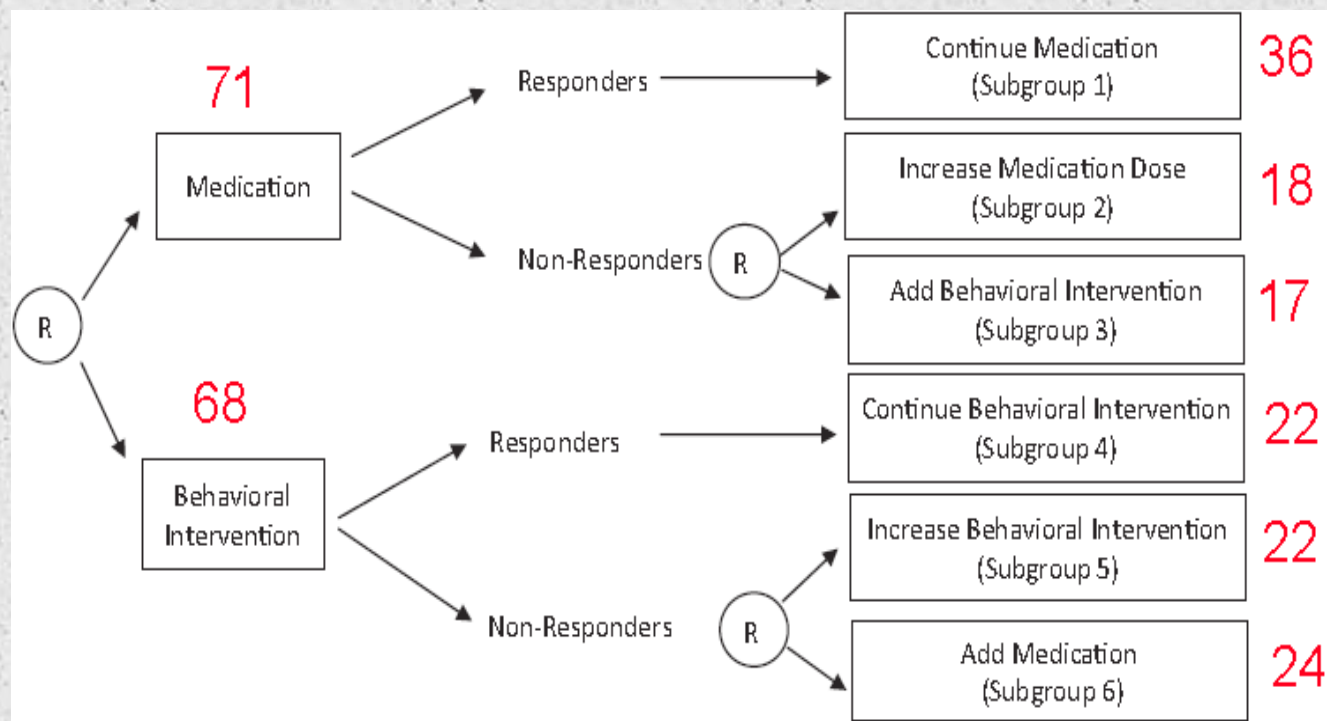 71
Medication
R
68
Behavioral
Intervention
Responders
Non-Responders
R
Responders
Non-Responders
R
Continue Medication
(Subgroup 1)
36
Increase Medication Dose
(Subgroup 2)
18
Add Behavioral Intervention
(Subgroup 3)
17
Continue Behavioral Intervention
(Subgroup 4)
22
Increase Behavioral Intervention
(Subgroup 5)
22
Add Medication
(Subgroup 6)
24